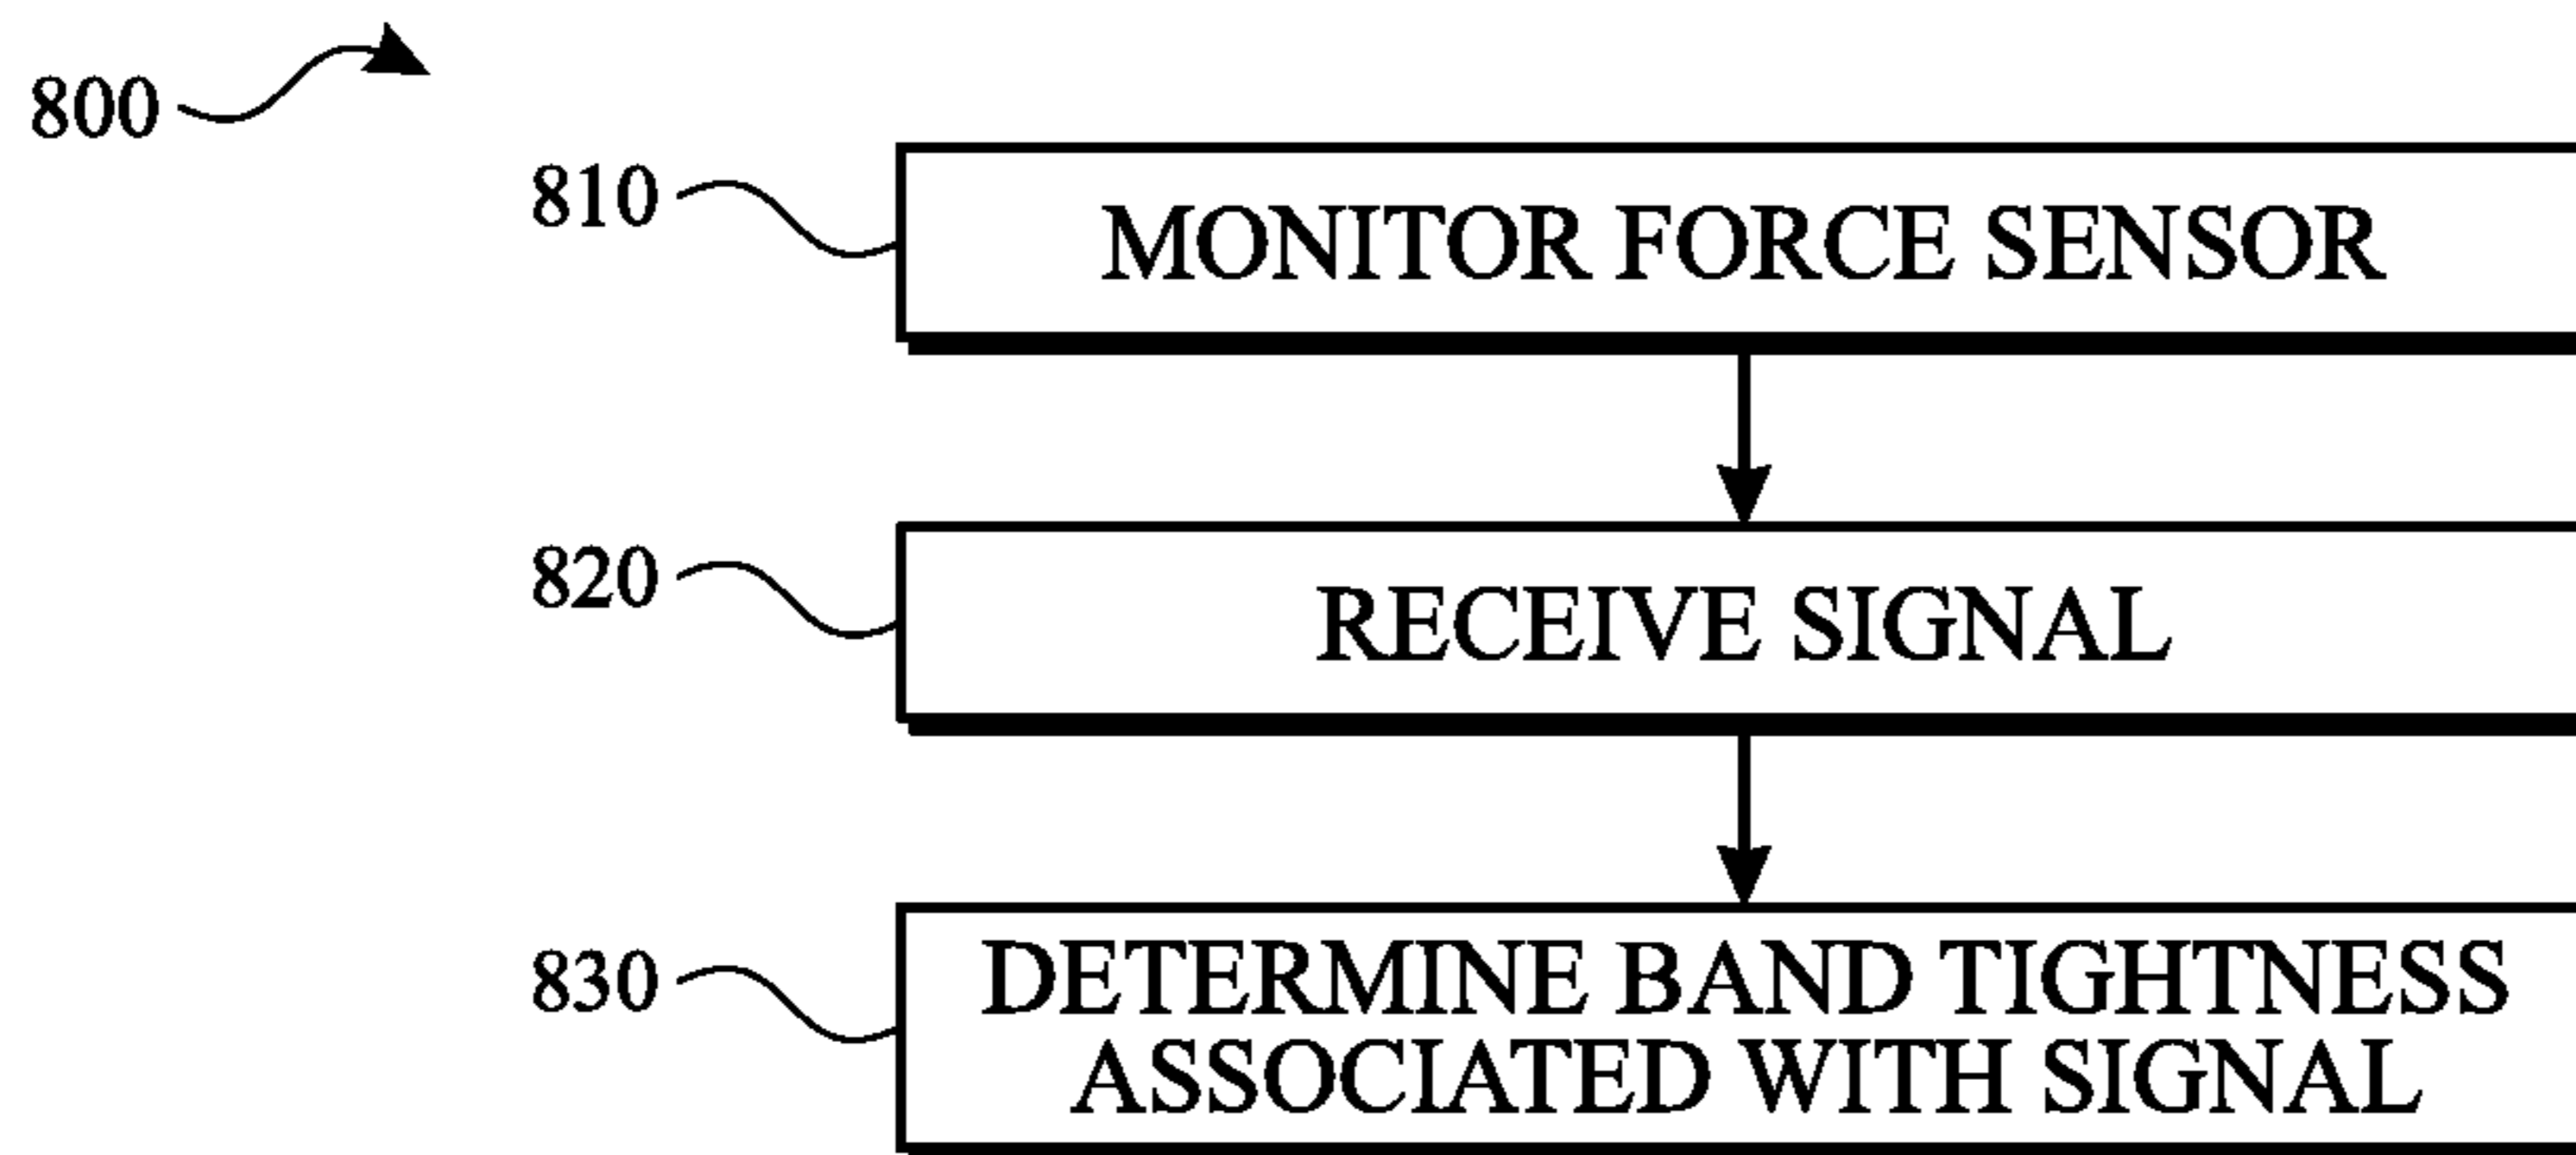 800
810
MONITOR FORCE SENSOR
820
RECEIVE SIGNAL
830
DETERMINE BAND TIGHTNESS
ASSOCIATED WITH SIGNAL